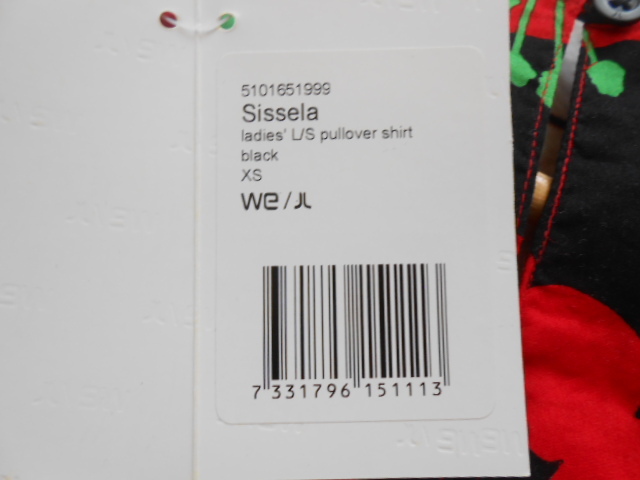 5101651999
Sissela
ladies' L/S pullover shirt
black
XS
we / JL
7 331796 151113